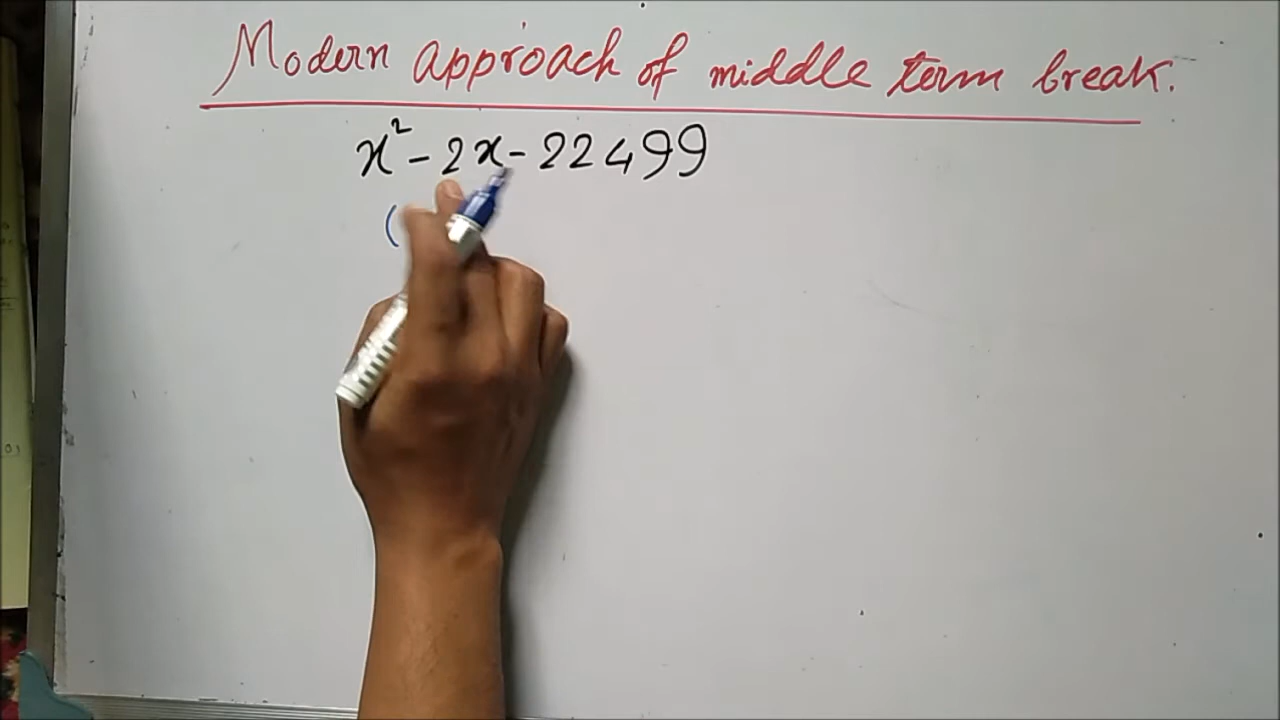 Modern approach of middle term break.
x² - 2x - 22499
(